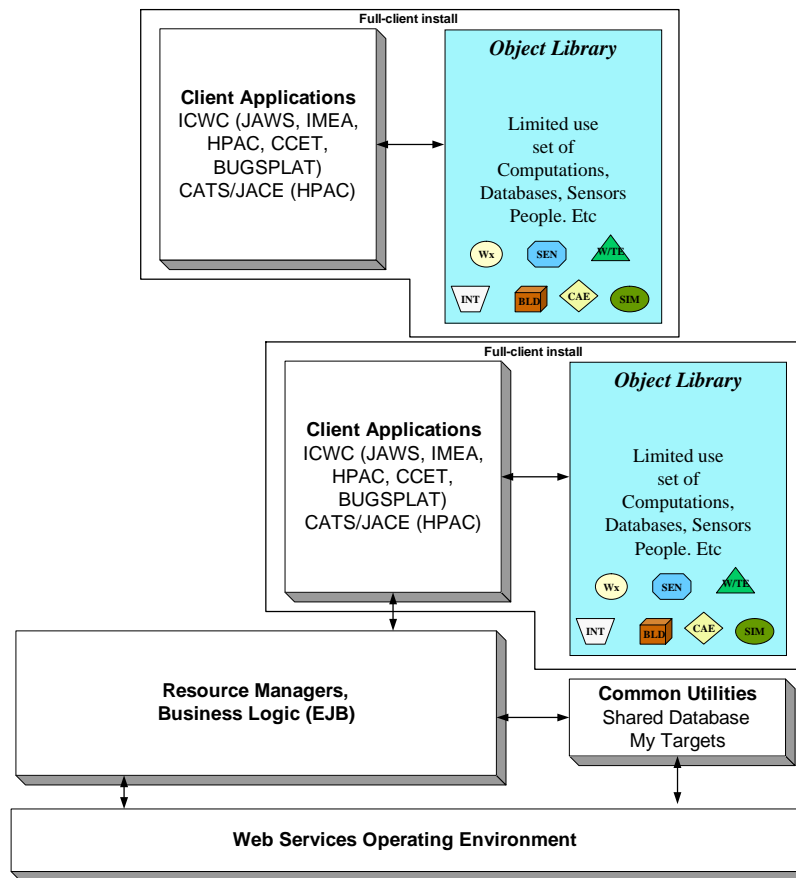 Full-client install
Client Applications
ICWC (JAWS, IMEA,
HPAC, CCET,
BUGSPLAT)
CATS/JACE (HPAC)
Object Library
Limited use
set of
Computations,
Databases, Sensors
People. Etc
Wx
SEN
W/TE
INT
BLD
CAE
SIM
Full-client install
Client Applications
ICWC (JAWS, IMEA,
HPAC, CCET,
BUGSPLAT)
CATS/JACE (HPAC)
Object Library
Limited use
set of
Computations,
Databases, Sensors
People. Etc
Wx
SEN
W/TE
INT
BLD
CAE
SIM
Resource Managers,
Business Logic (EJB)
Common Utilities
Shared Database
My Targets
Web Services Operating Environment